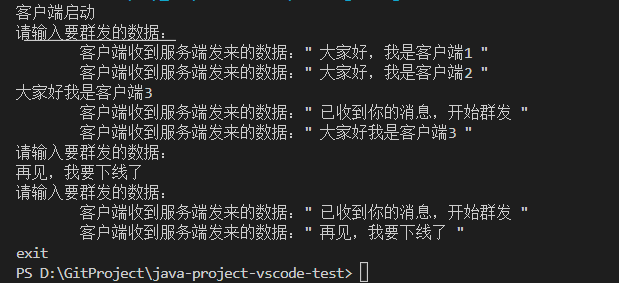 客户端启动
请输入要群发的数据：
客户端收到服务端发来的数据：" 大家好，我是客户端1 "
客户端收到服务端发来的数据：" 大家好，我是客户端2 "
大家好我是客户端3
客户端收到服务端发来的数据：" 已收到你的消息，开始群发 "
客户端收到服务端发来的数据：" 大家好我是客户端3 "
请输入要群发的数据：
再见，我要下线了
请输入要群发的数据：
客户端收到服务端发来的数据：" 已收到你的消息，开始群发 "
客户端收到服务端发来的数据：" 再见，我要下线了 "
exit
PS D:\GitProject\java-project-vscode-test>